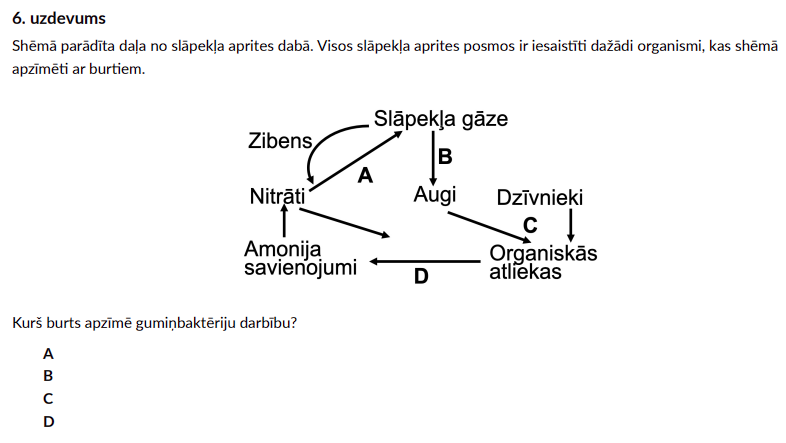 6. uzdevums
Shēmā parādīta daļa no slāpekļa aprites dabā. Visos slāpekļa aprites posmos ir iesaistīti dažādi organismi, kas shēmā
apzīmēti ar burtiem.
Slāpekļa gāze
Zibens
B
A
Nitrāti
Augi
Dzīvnieki
C
Amonija
savienojumi
Organiskās
atliekas
D
Kurš burts apzīmē gumiņbaktēriju darbību?
A
B
C
D